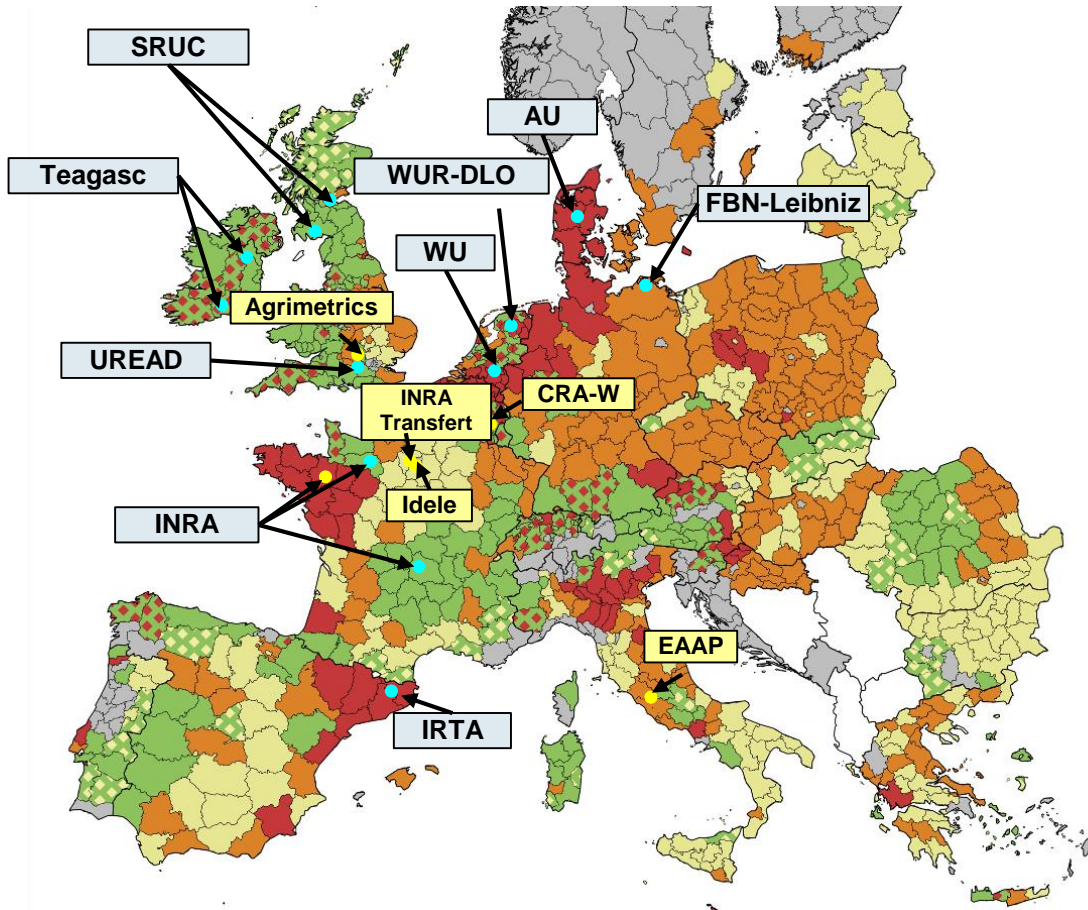 SRUC
AU
Teagasc
WUR-DLO
FBN-Leibniz
WU
Agrimetrics
UREAD
INRA
Transfert
CRA-W
Idele
INRA
EAAP
IRTA